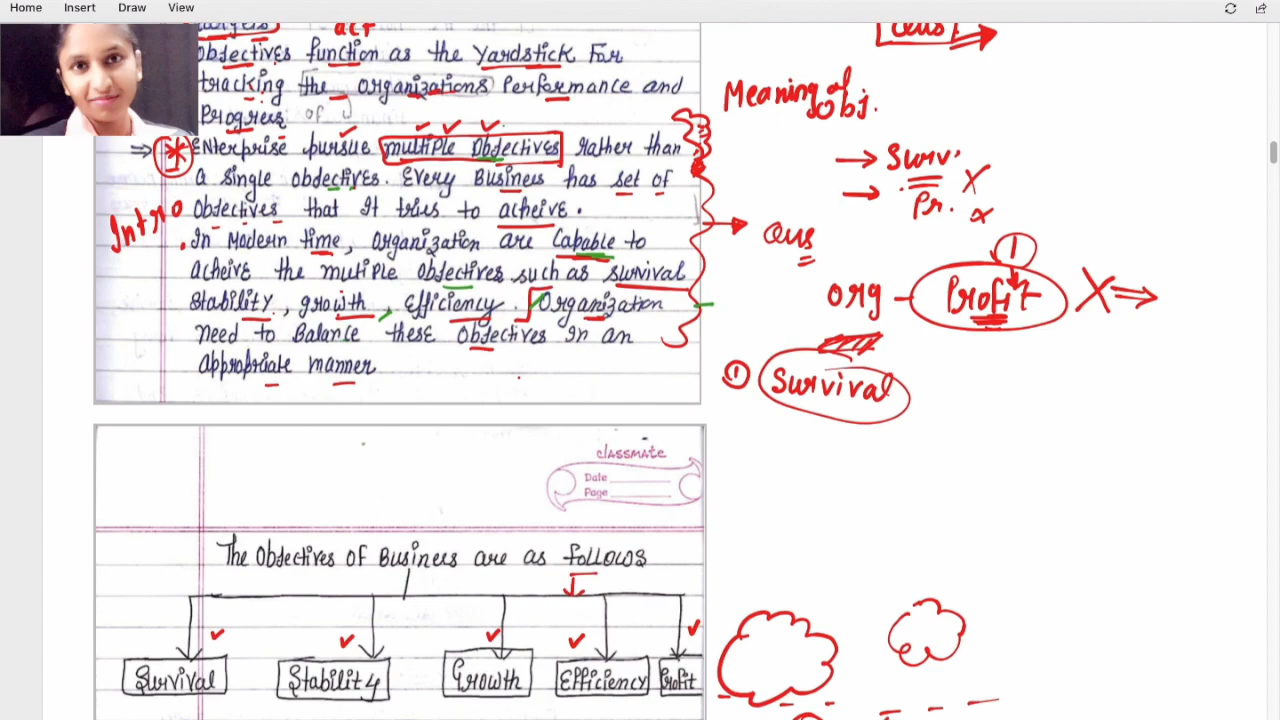 Home Insert Draw View
Objectives function as the Yardstick For
tracking the organizations Performance and
Progress of
⇒ * Enterprise pursue multiple Objectives rather than
a single objectives. Every Business has set of
Objectives that It tries to acheive.
Intro
. In Modern time, organization are Capable to
acheive the mutiple objectives such as survival
stability, growth, Efficiency. Organization
need to Balance these objectives In an
appropriate manner
Meaning of
Obj.
→ Surv.
→ Pr.
ous
1
org - Profit X ⇒
① Survival
classmate
Date
Page
The Objectives of Business are as follows
Survival Stability Growth Efficiency Profit